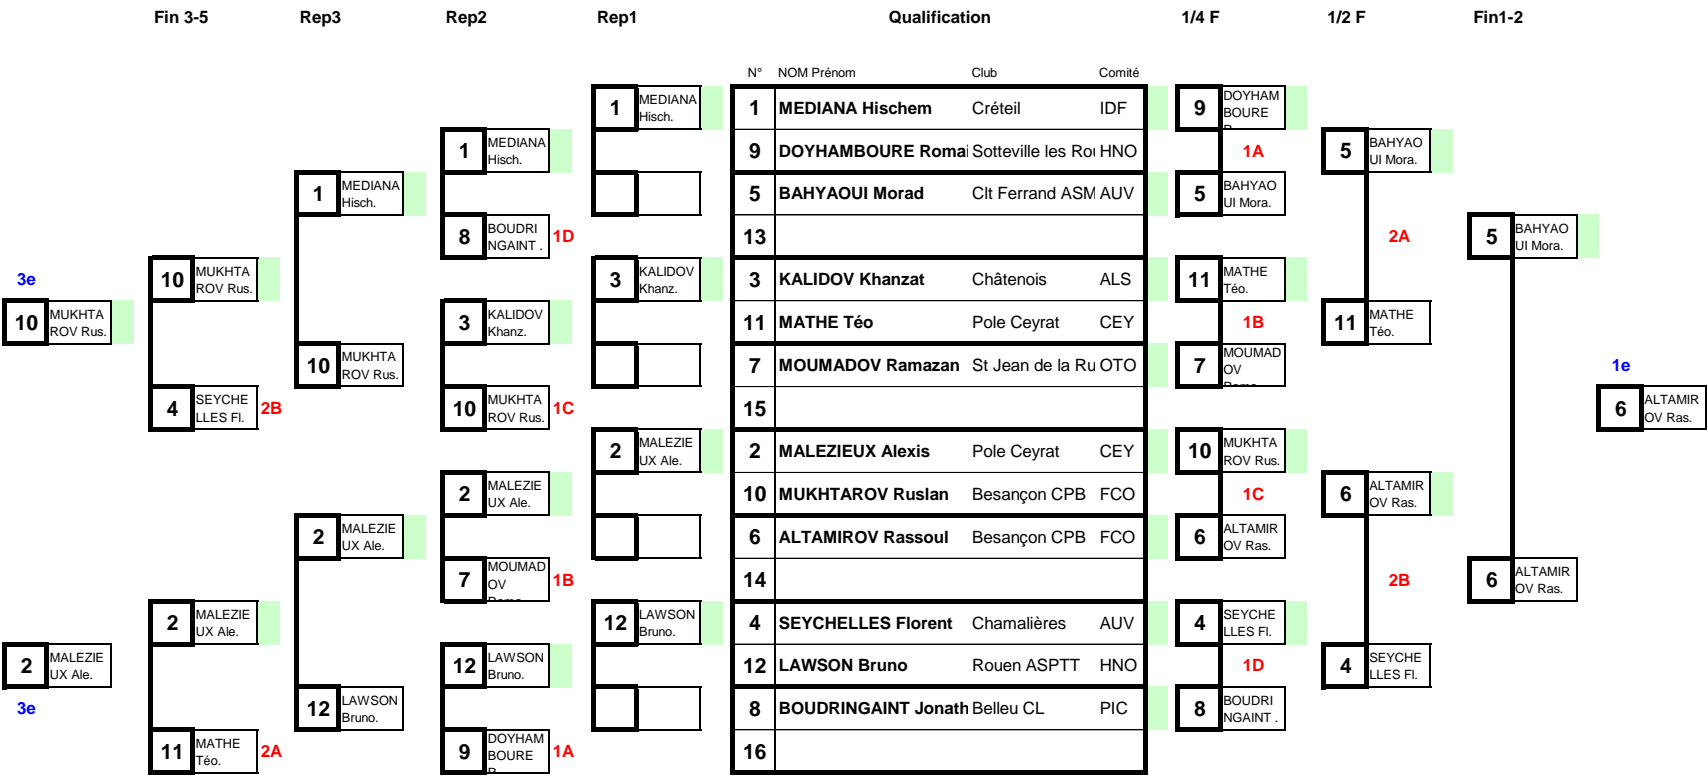 Fin 3-5 Rep3 Rep2 Rep1 Qualification 1/4 F 1/2 F Fin1-2
N° NOM Prénom Club Comité
1 MEDIANA Hischem Créteil IDF
9 DOYHAMBOURE Romai Sotteville les Rou HNO
5 BAHYAOUI Morad Clt Ferrand ASM AUV
13
3 KALIDOV Khanzat Châtenois ALS
11 MATHE Téo Pole Ceyrat CEY
7 MOUMADOV Ramazan St Jean de la Ru OTO
15
2 MALEZIEUX Alexis Pole Ceyrat CEY
10 MUKHTAROV Ruslan Besançon CPB FCO
6 ALTAMIROV Rassoul Besançon CPB FCO
14
4 SEYCHELLES Florent Chamalières AUV
12 LAWSON Bruno Rouen ASPTT HNO
8 BOUDRINGAINT Jonath Belleu CL PIC
16
3e
10 MUKHTA
ROV Rus.
2 MALEZIE
UX Ale.
3e
10 MUKHTA
ROV Rus.
4 SEYCHE
LLES Fl.
2B
2 MALEZIE
UX Ale.
11 MATHE
Téo.
2A
1 MEDIANA
Hisch.
10 MUKHTA
ROV Rus.
2 MALEZIE
UX Ale.
12 LAWSON
Bruno.
1 MEDIANA
Hisch.
8 BOUDRI
NGAINT .
1D
3 KALIDOV
Khanz.
10 MUKHTA
ROV Rus.
1C
2 MALEZIE
UX Ale.
7 MOUMAD
OV
1B
12 LAWSON
Bruno.
9 DOYHAM
BOURE
1A
1 MEDIANA
Hisch.
3 KALIDOV
Khanz.
2 MALEZIE
UX Ale.
12 LAWSON
Bruno.
9 DOYHAM
BOURE
1A
5 BAHYAO
UI Mora.
11 MATHE
Téo.
1B
7 MOUMAD
OV
10 MUKHTA
ROV Rus.
1C
6 ALTAMIR
OV Ras.
4 SEYCHE
LLES Fl.
1D
8 BOUDRI
NGAINT .
5 BAHYAO
UI Mora.
2A
11 MATHE
Téo.
6 ALTAMIR
OV Ras.
2B
4 SEYCHE
LLES Fl.
5 BAHYAO
UI Mora.
6 ALTAMIR
OV Ras.
1e
6 ALTAMIR
OV Ras.